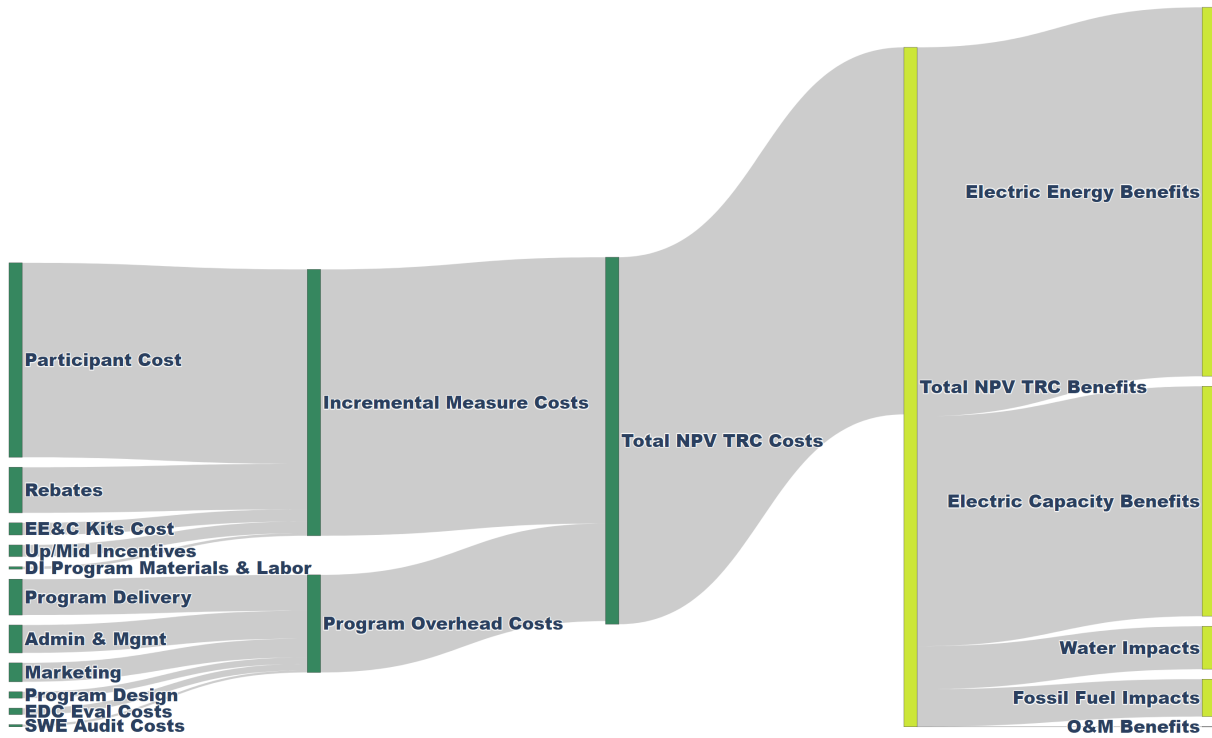 Participant Cost
Rebates
EE&C Kits Cost
Up/Mid Incentives
DI Program Materials & Labor
Program Delivery
Admin & Mgmt
Marketing
Program Design
EDC Eval Costs
SWE Audit Costs
Incremental Measure Costs
Program Overhead Costs
Total NPV TRC Costs
Total NPV TRC Benefits
Electric Energy Benefits
Electric Capacity Benefits
Water Impacts
Fossil Fuel Impacts
O&M Benefits